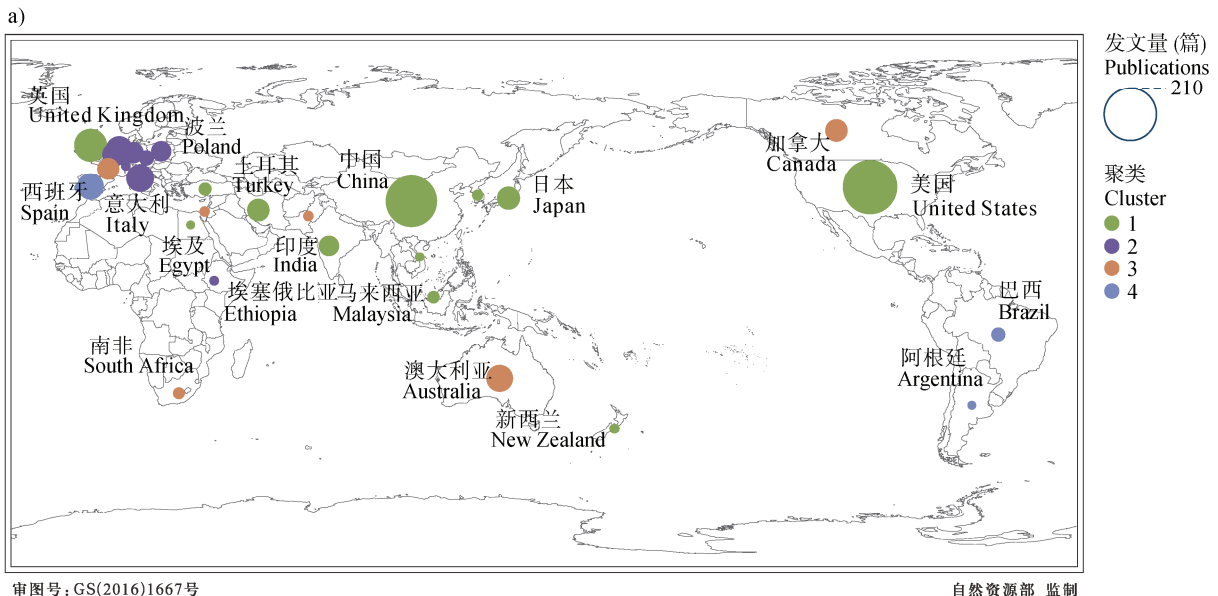 a)
发文量 (篇)
Publications
210
聚类
Cluster
1
2
3
4
英国
United Kingdom
波兰
Poland
土耳其
Turkey
中国
China
日本
Japan
加拿大
Canada
美国
United States
西班牙
Spain
意大利
Italy
埃及
Egypt
印度
India
埃塞俄比亚
Ethiopia
马来西亚
Malaysia
巴西
Brazil
南非
South Africa
澳大利亚
Australia
阿根廷
Argentina
新西兰
New Zealand
审图号: GS(2016)1667号
自然资源部 监制